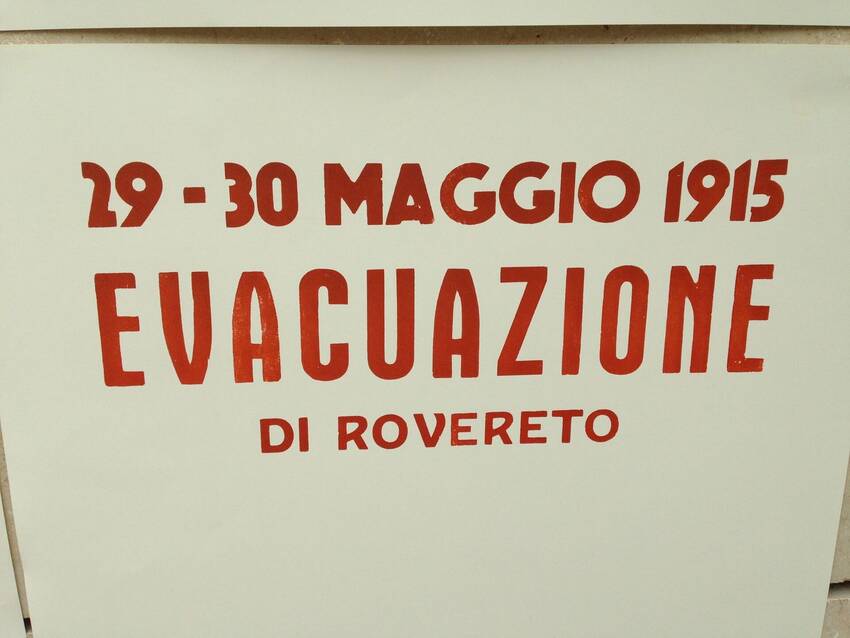 29 - 30 MAGGIO 1915
EVACUAZIONE
DI ROVERETO